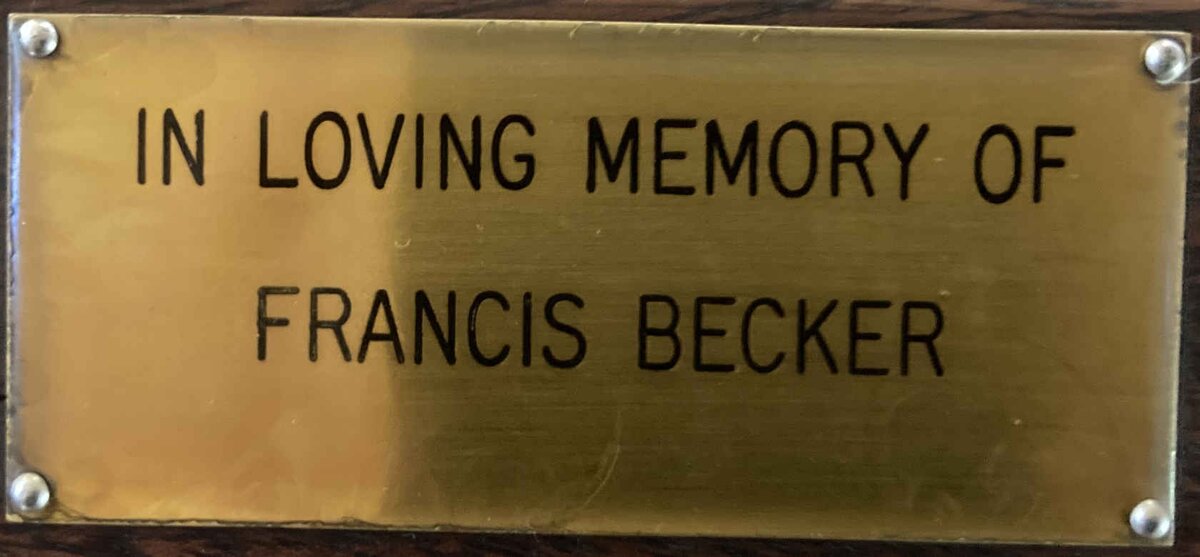 IN LOVING MEMORY OF
FRANCIS BECKER